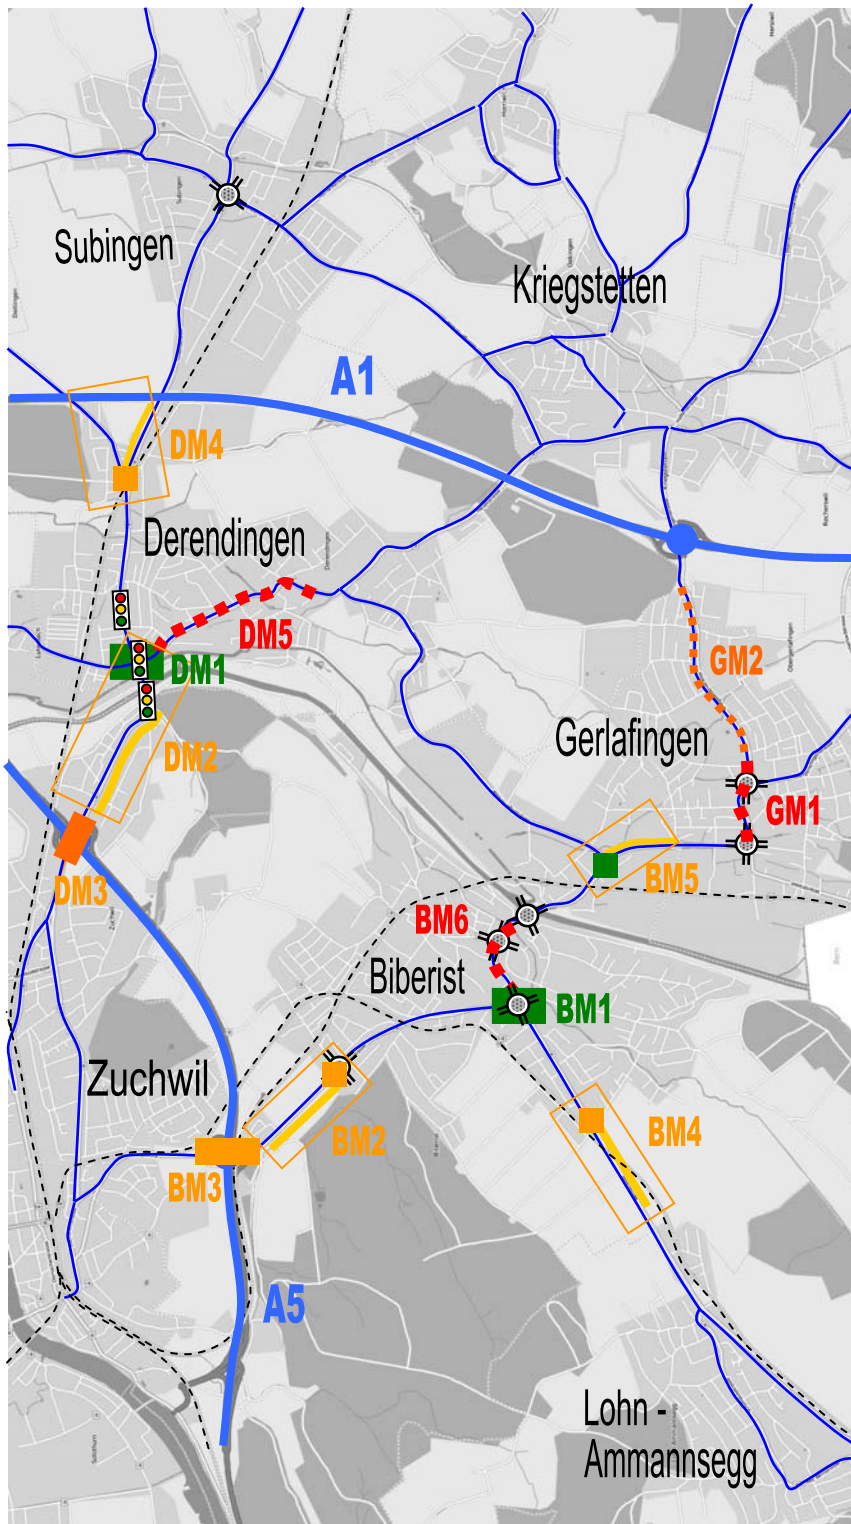 Subingen
Kriegstetten
A1
DM4
Derendingen
DM5
DM1
GM2
DM2
Gerlafingen
GM1
BM5
DM3
BM6
Biberist
BM1
Zuchwil
BM2
BM4
BM3
A5
Lohn -
Ammannsegg